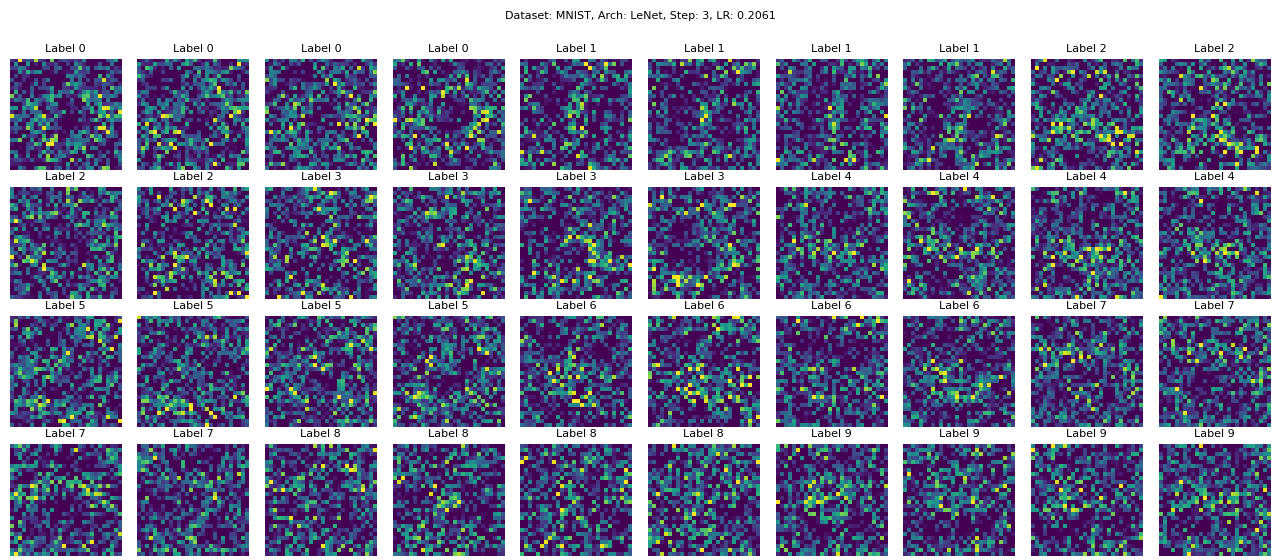 Dataset: MNIST, Arch: LeNet, Step: 3, LR: 0.2061
Label 0 Label 0 Label 0 Label 0 Label 1 Label 1 Label 1 Label 1 Label 2 Label 2
Label 2 Label 2 Label 3 Label 3 Label 3 Label 3 Label 4 Label 4 Label 4 Label 4
Label 5 Label 5 Label 5 Label 5 Label 6 Label 6 Label 6 Label 6 Label 7 Label 7
Label 7 Label 7 Label 8 Label 8 Label 8 Label 8 Label 9 Label 9 Label 9 Label 9